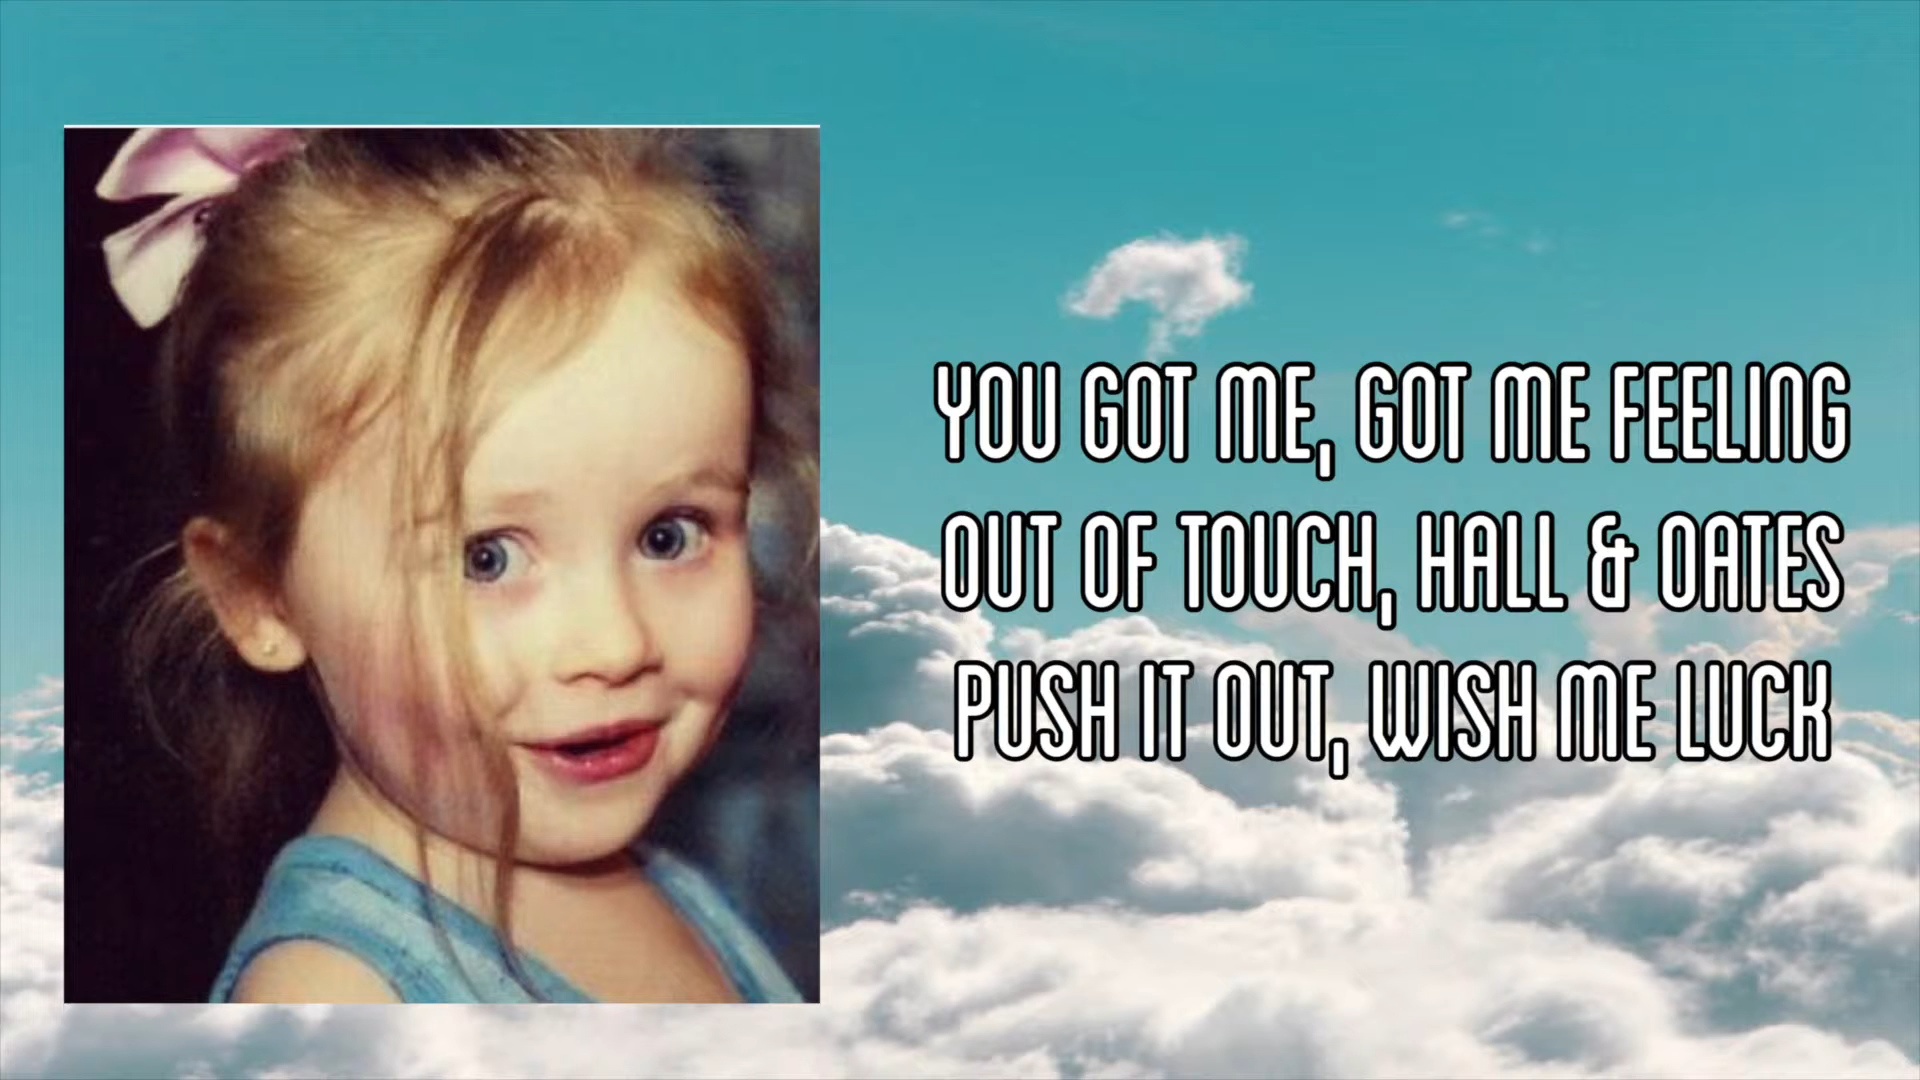 YOU GOT ME, GOT ME FEELING
OUT OF TOUCH, HALL & OATES
PUSH IT OUT, WISH ME LUCK